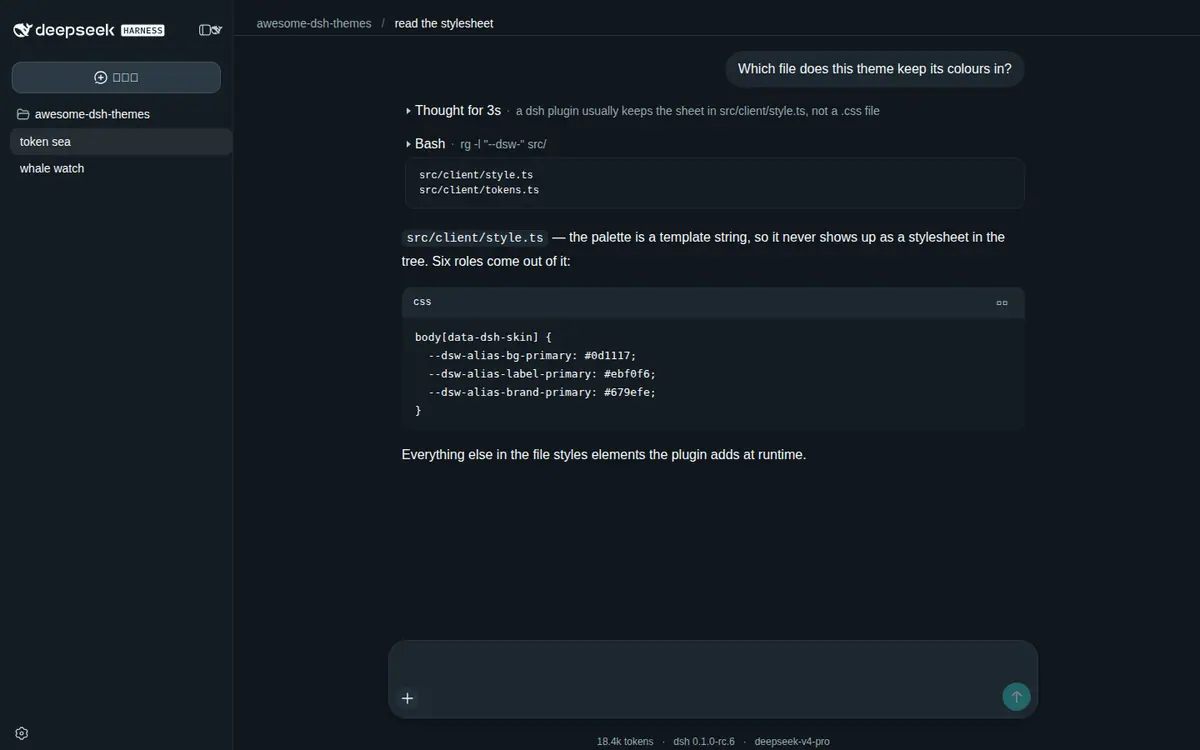 deepseek HARNESS
awesome-dsh-themes
token sea
whale watch
awesome-dsh-themes / read the stylesheet
Which file does this theme keep its colours in?
Thought for 3s · a dsh plugin usually keeps the sheet in src/client/style.ts, not a .css file
Bash · rg -l "--dsw-" src/
src/client/style.ts
src/client/tokens.ts
src/client/style.ts — the palette is a template string, so it never shows up as a stylesheet in the
tree. Six roles come out of it:
css
body[data-dsh-skin] {
--dsw-alias-bg-primary: #0d1117;
--dsw-alias-label-primary: #ebf0f6;
--dsw-alias-brand-primary: #679efe;
}
Everything else in the file styles elements the plugin adds at runtime.
18.4k tokens · dsh 0.1.0-rc.6 · deepseek-v4-pro